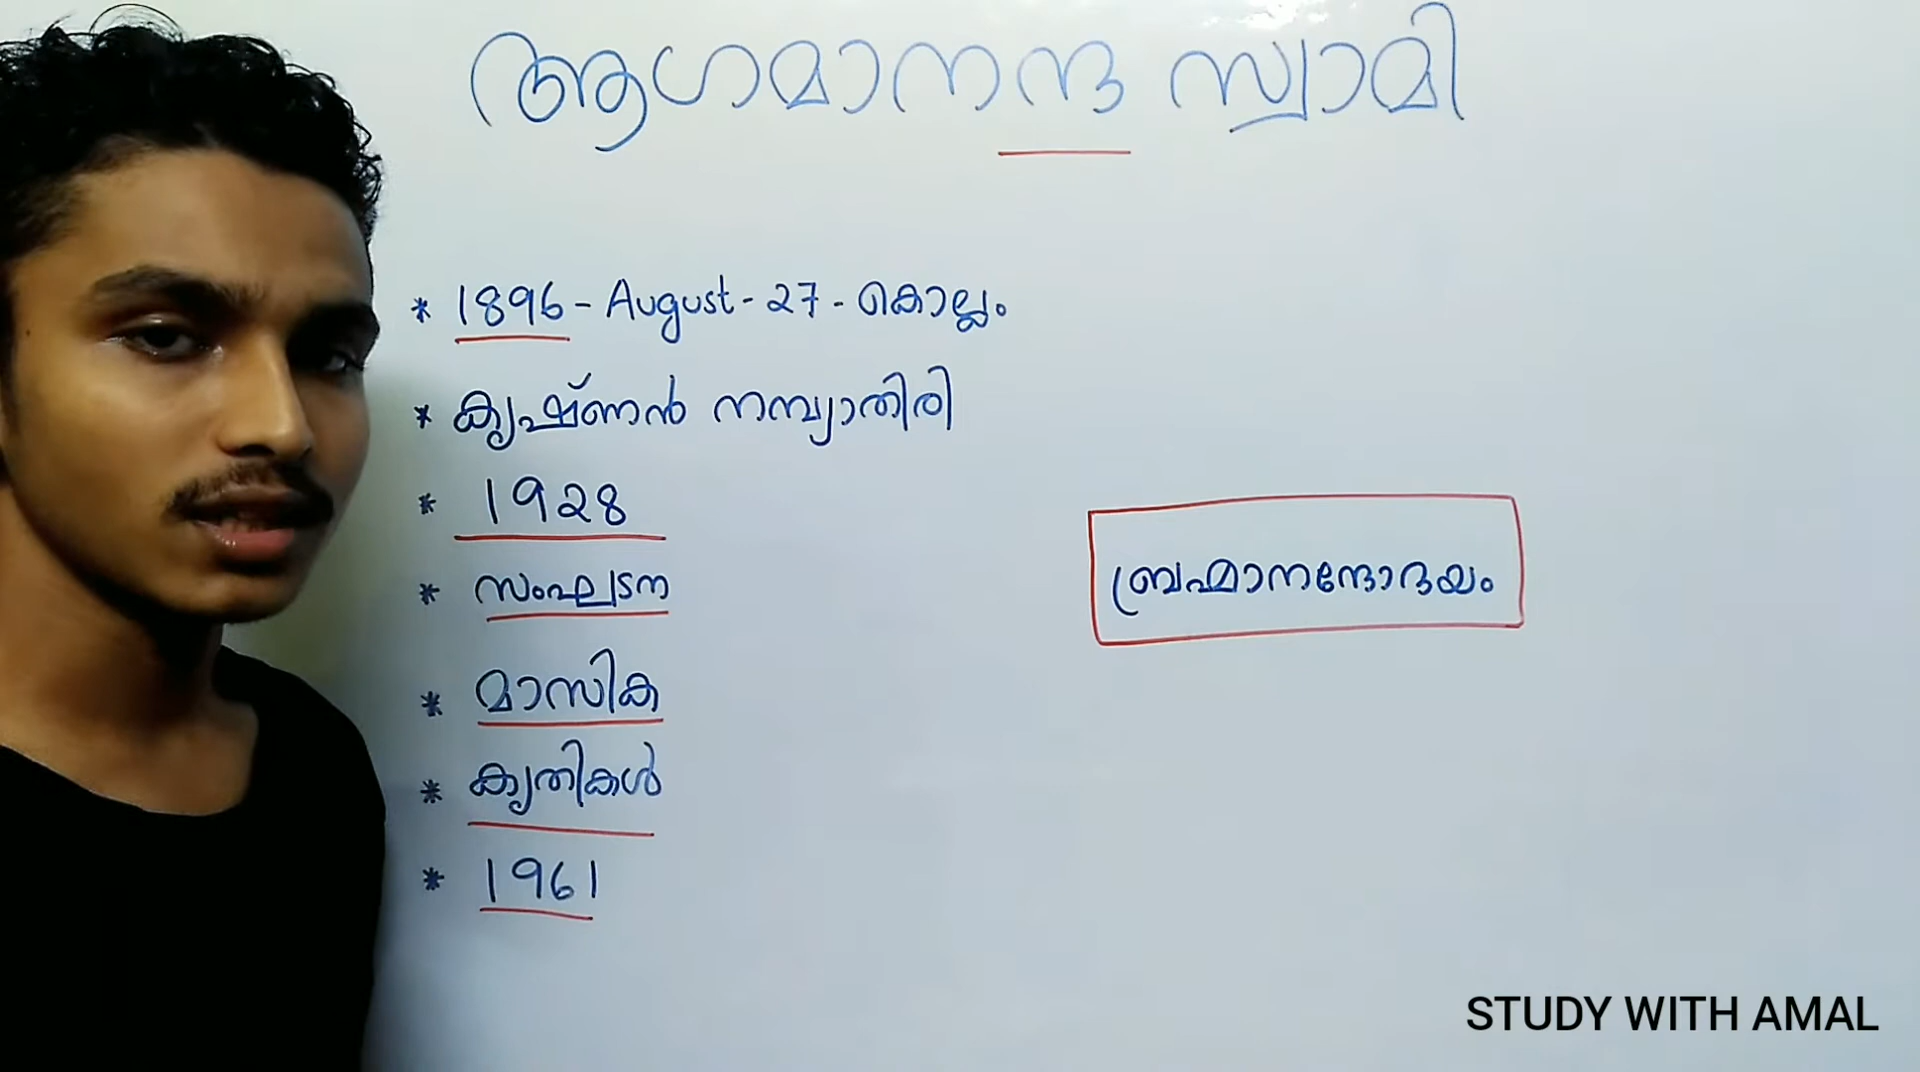 ആഗമാനന്ദ സ്വാമി
* 1896 - August - 27 - കൊല്ലം
* കൃഷ്ണൻ നമ്പ്യാതിരി
* 1928
* സംഘടന
ബ്രഹ്മാനന്ദോദയം
* മാസിക
* കൃതികൾ
* 1961
STUDY WITH AMAL